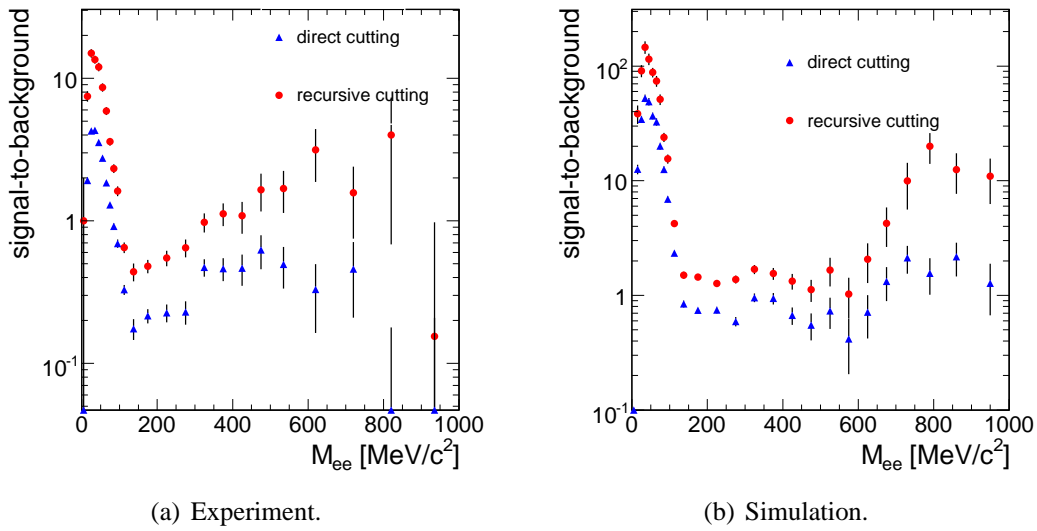 signal-to-background
direct cutting
recursive cutting
10
1
10⁻¹
0 200 400 600 800 1000
M_ee [MeV/c²]
(a) Experiment.
signal-to-background
direct cutting
recursive cutting
10²
10
1
10⁻¹
0 200 400 600 800 1000
M_ee [MeV/c²]
(b) Simulation.